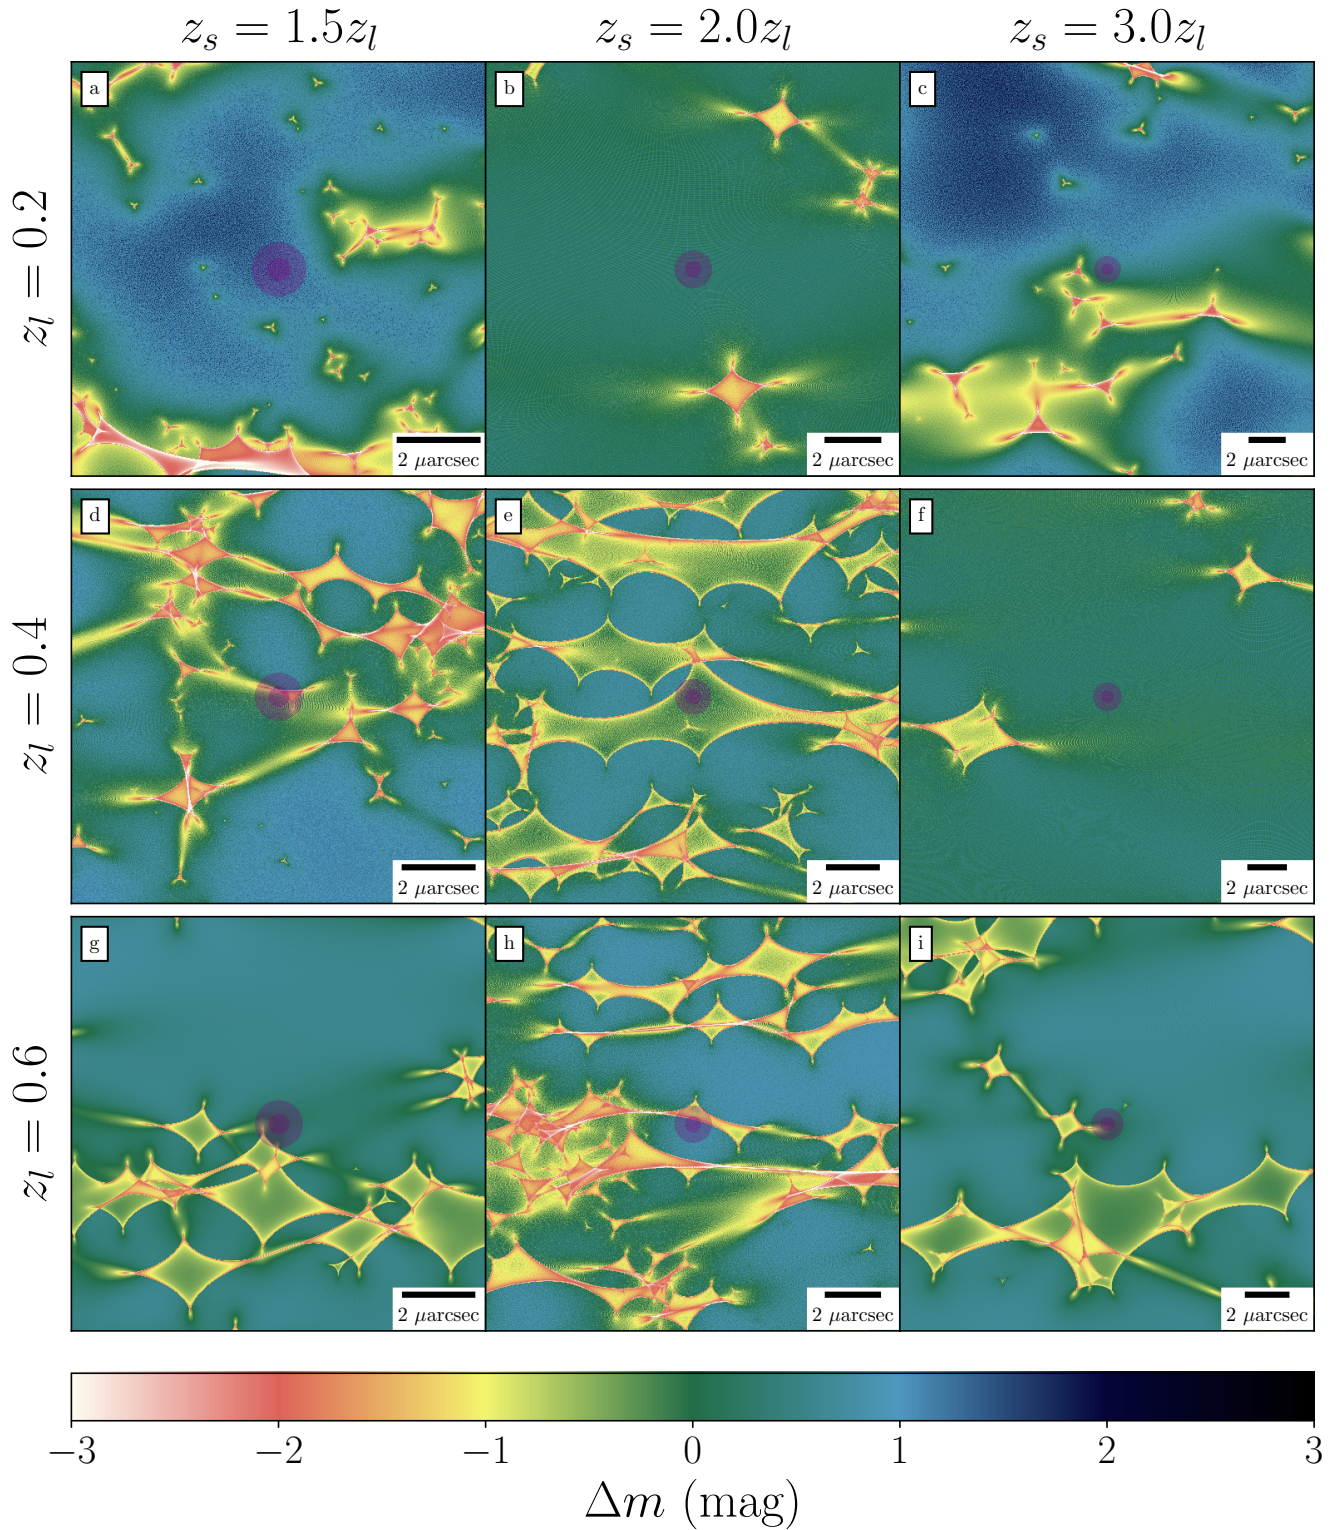 z_s = 1.5z_l z_s = 2.0z_l z_s = 3.0z_l
z_l = 0.2
a b c
2 μarcsec 2 μarcsec 2 μarcsec
z_l = 0.4
d e f
2 μarcsec 2 μarcsec 2 μarcsec
z_l = 0.6
g h i
2 μarcsec 2 μarcsec 2 μarcsec
−3 −2 −1 0 1 2 3
Δm (mag)